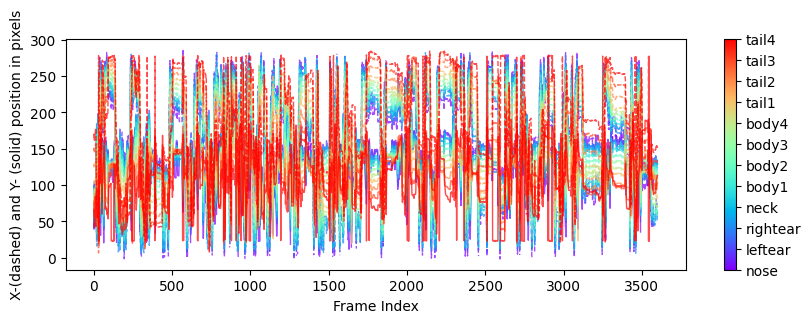 X-(dashed) and Y- (solid) position in pixels
300
250
200
150
100
50
0
0
500
1000
1500
2000
2500
3000
3500
Frame Index
tail4
tail3
tail2
tail1
body4
body3
body2
body1
neck
rightear
leftear
nose